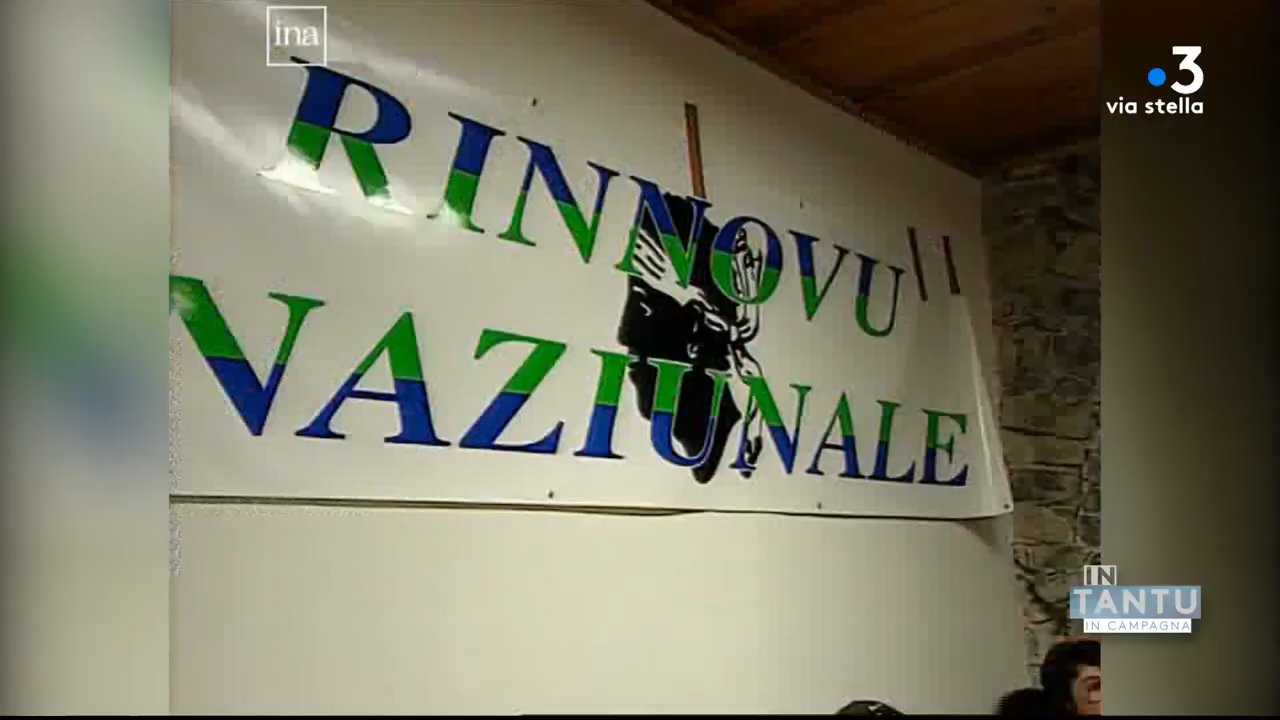 ina
3
via stella
RINNOVU
NAZIUNALE
IN
TANTU
IN CAMPAGNA